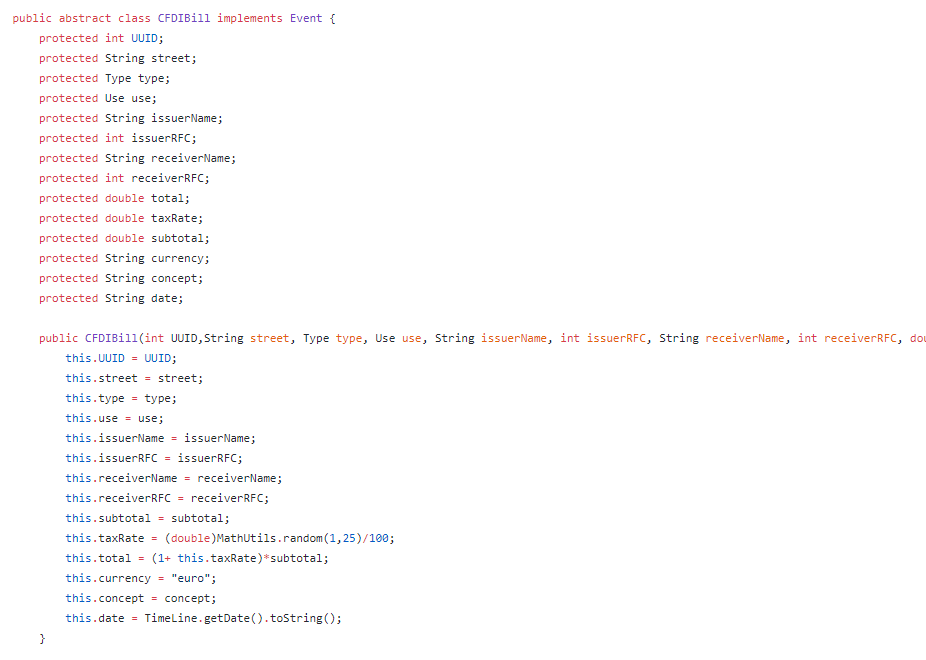 public abstract class CFDIBill implements Event {
    protected int UUID;
    protected String street;
    protected Type type;
    protected Use use;
    protected String issuerName;
    protected int issuerRFC;
    protected String receiverName;
    protected int receiverRFC;
    protected double total;
    protected double taxRate;
    protected double subtotal;
    protected String currency;
    protected String concept;
    protected String date;
    public CFDIBill(int UUID,String street, Type type, Use use, String issuerName, int issuerRFC, String receiverName, int receiverRFC, dou
        this.UUID = UUID;
        this.street = street;
        this.type = type;
        this.use = use;
        this.issuerName = issuerName;
        this.issuerRFC = issuerRFC;
        this.receiverName = receiverName;
        this.receiverRFC = receiverRFC;
        this.subtotal = subtotal;
        this.taxRate = (double)MathUtils.random(1,25)/100;
        this.total = (1+ this.taxRate)*subtotal;
        this.currency = "euro";
        this.concept = concept;
        this.date = TimeLine.getDate().toString();
    }